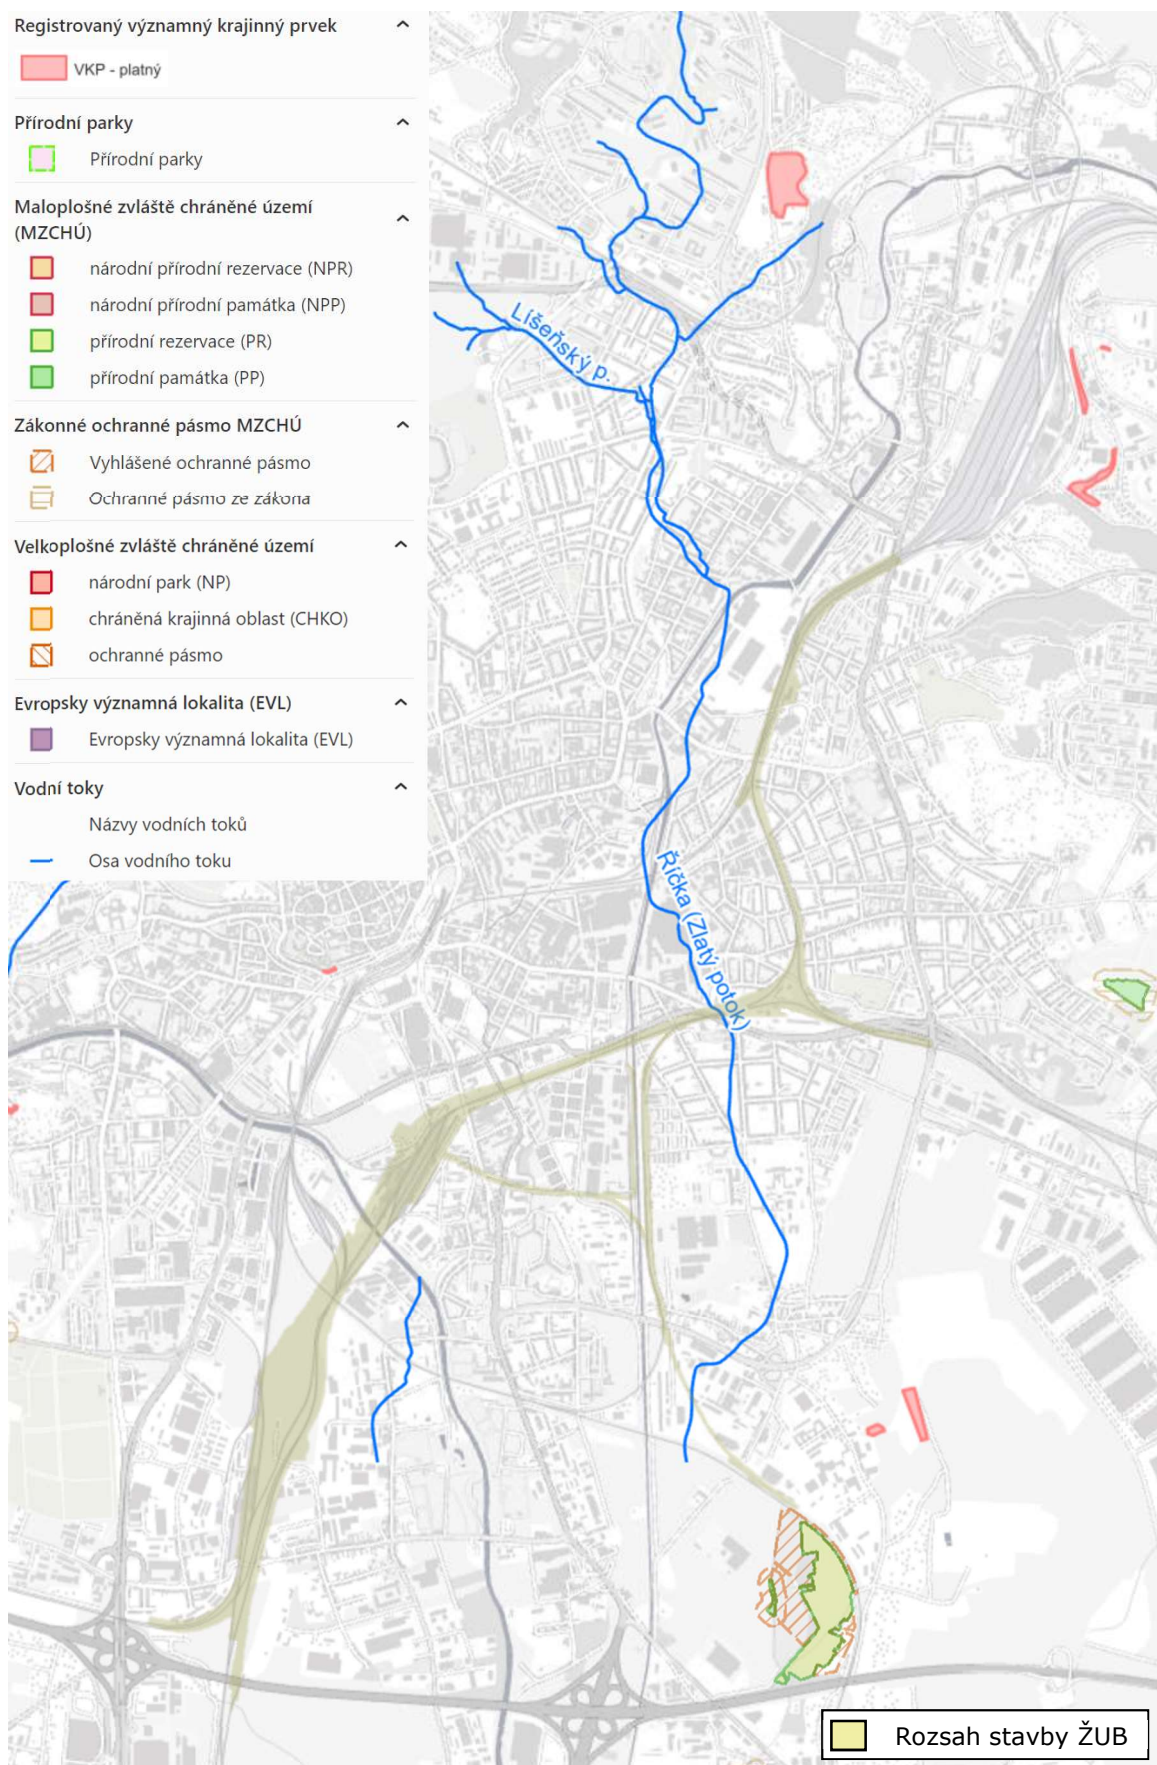 Registrovaný významný krajinný prvek
VKP - platný
Přírodní parky
Přírodní parky
Maloplošné zvláště chráněné území
(MZCHÚ)
národní přírodní rezervace (NPR)
národní přírodní památka (NPP)
přírodní rezervace (PR)
přírodní památka (PP)
Zákonné ochranné pásmo MZCHÚ
Vyhlášené ochranné pásmo
Ochranné pásmo ze zákona
Velkoplošné zvláště chráněné území
národní park (NP)
chráněná krajinná oblast (CHKO)
ochranné pásmo
Evropsky významná lokalita (EVL)
Evropsky významná lokalita (EVL)
Vodní toky
Názvy vodních toků
Osa vodního toku
Líšeňský p.
Říčka (Zlatý potok)
Rozsah stavby ŽUB